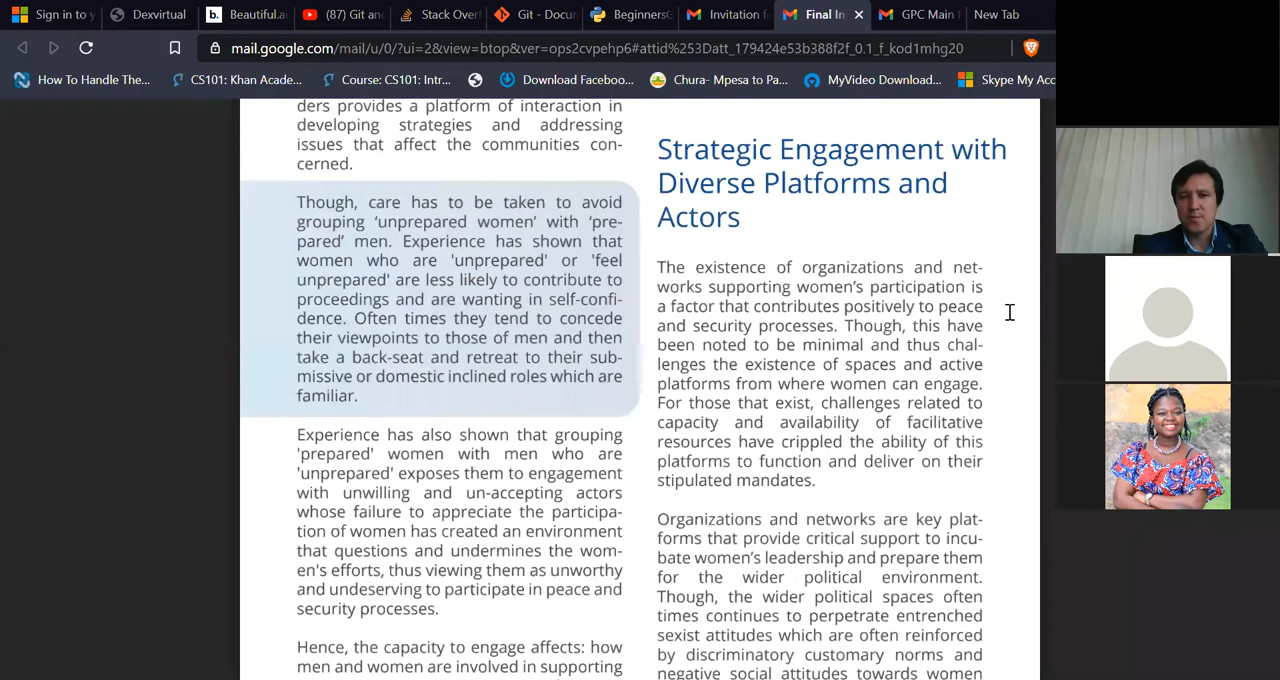 Sign in to y
Dexvirtual
b. Beautiful.a
(87) Git an
Stack Over
Git - Docu
BeginnersG
Invitation f
Final In
GPC Main
New Tab
mail.google.com/mail/u/0/?ui=2&view=btop&ver=ops2cvpehp6#attid%253Datt_179424e53b388f2f_0.1_f_kod1mhg20
How To Handle The...
CS101: Khan Acade...
Course: CS101: Intr...
Download Faceboo...
Chura- Mpesa to Pa...
MyVideo Download...
Skype My Acc
ders provides a platform of interaction in
developing strategies and addressing
issues that affect the communities con-
cerned.
Though, care has to be taken to avoid
grouping ‘unprepared women’ with ‘pre-
pared’ men. Experience has shown that
women who are 'unprepared' or 'feel
unprepared' are less likely to contribute to
proceedings and are wanting in self-confi-
dence. Often times they tend to concede
their viewpoints to those of men and then
take a back-seat and retreat to their sub-
missive or domestic inclined roles which are
familiar.
Experience has also shown that grouping
'prepared' women with men who are
'unprepared' exposes them to engagement
with unwilling and un-accepting actors
whose failure to appreciate the participa-
tion of women has created an environment
that questions and undermines the wom-
en's efforts, thus viewing them as unworthy
and undeserving to participate in peace and
security processes.
Hence, the capacity to engage affects: how
men and women are involved in supporting
Strategic Engagement with
Diverse Platforms and
Actors
The existence of organizations and net-
works supporting women’s participation is
a factor that contributes positively to peace
and security processes. Though, this have
been noted to be minimal and thus chal-
lenges the existence of spaces and active
platforms from where women can engage.
For those that exist, challenges related to
capacity and availability of facilitative
resources have crippled the ability of this
platforms to function and deliver on their
stipulated mandates.
Organizations and networks are key plat-
forms that provide critical support to incu-
bate women’s leadership and prepare them
for the wider political environment.
Though, the wider political spaces often
times continues to perpetrate entrenched
sexist attitudes which are often reinforced
by discriminatory customary norms and
negative social attitudes towards women